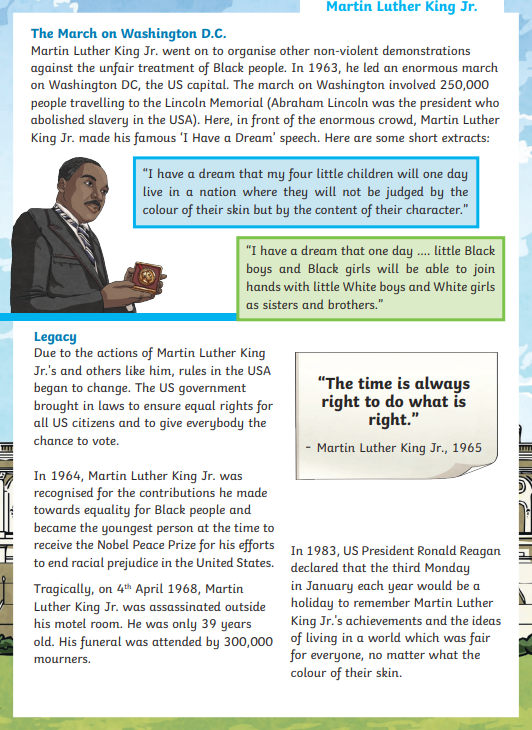 Martin Luther King Jr.
The March on Washington D.C.
Martin Luther King Jr. went on to organise other non-violent demonstrations
against the unfair treatment of Black people. In 1963, he led an enormous march
on Washington DC, the US capital. The march on Washington involved 250,000
people travelling to the Lincoln Memorial (Abraham Lincoln was the president who
abolished slavery in the USA). Here, in front of the enormous crowd, Martin Luther
King Jr. made his famous ‘I Have a Dream’ speech. Here are some short extracts:
“I have a dream that my four little children will one day
live in a nation where they will not be judged by the
colour of their skin but by the content of their character.”
“I have a dream that one day .... little Black
boys and Black girls will be able to join
hands with little White boys and White girls
as sisters and brothers.”
Legacy
Due to the actions of Martin Luther King
Jr.'s and others like him, rules in the USA
began to change. The US government
brought in laws to ensure equal rights for
all US citizens and to give everybody the
chance to vote.
In 1964, Martin Luther King Jr. was
recognised for the contributions he made
towards equality for Black people and
became the youngest person at the time to
receive the Nobel Peace Prize for his efforts
to end racial prejudice in the United States.
Tragically, on 4th April 1968, Martin
Luther King Jr. was assassinated outside
his motel room. He was only 39 years
old. His funeral was attended by 300,000
mourners.
“The time is always
right to do what is
right.”
- Martin Luther King Jr., 1965
In 1983, US President Ronald Reagan
declared that the third Monday
in January each year would be a
holiday to remember Martin Luther
King Jr.'s achievements and the ideas
of living in a world which was fair
for everyone, no matter what the
colour of their skin.